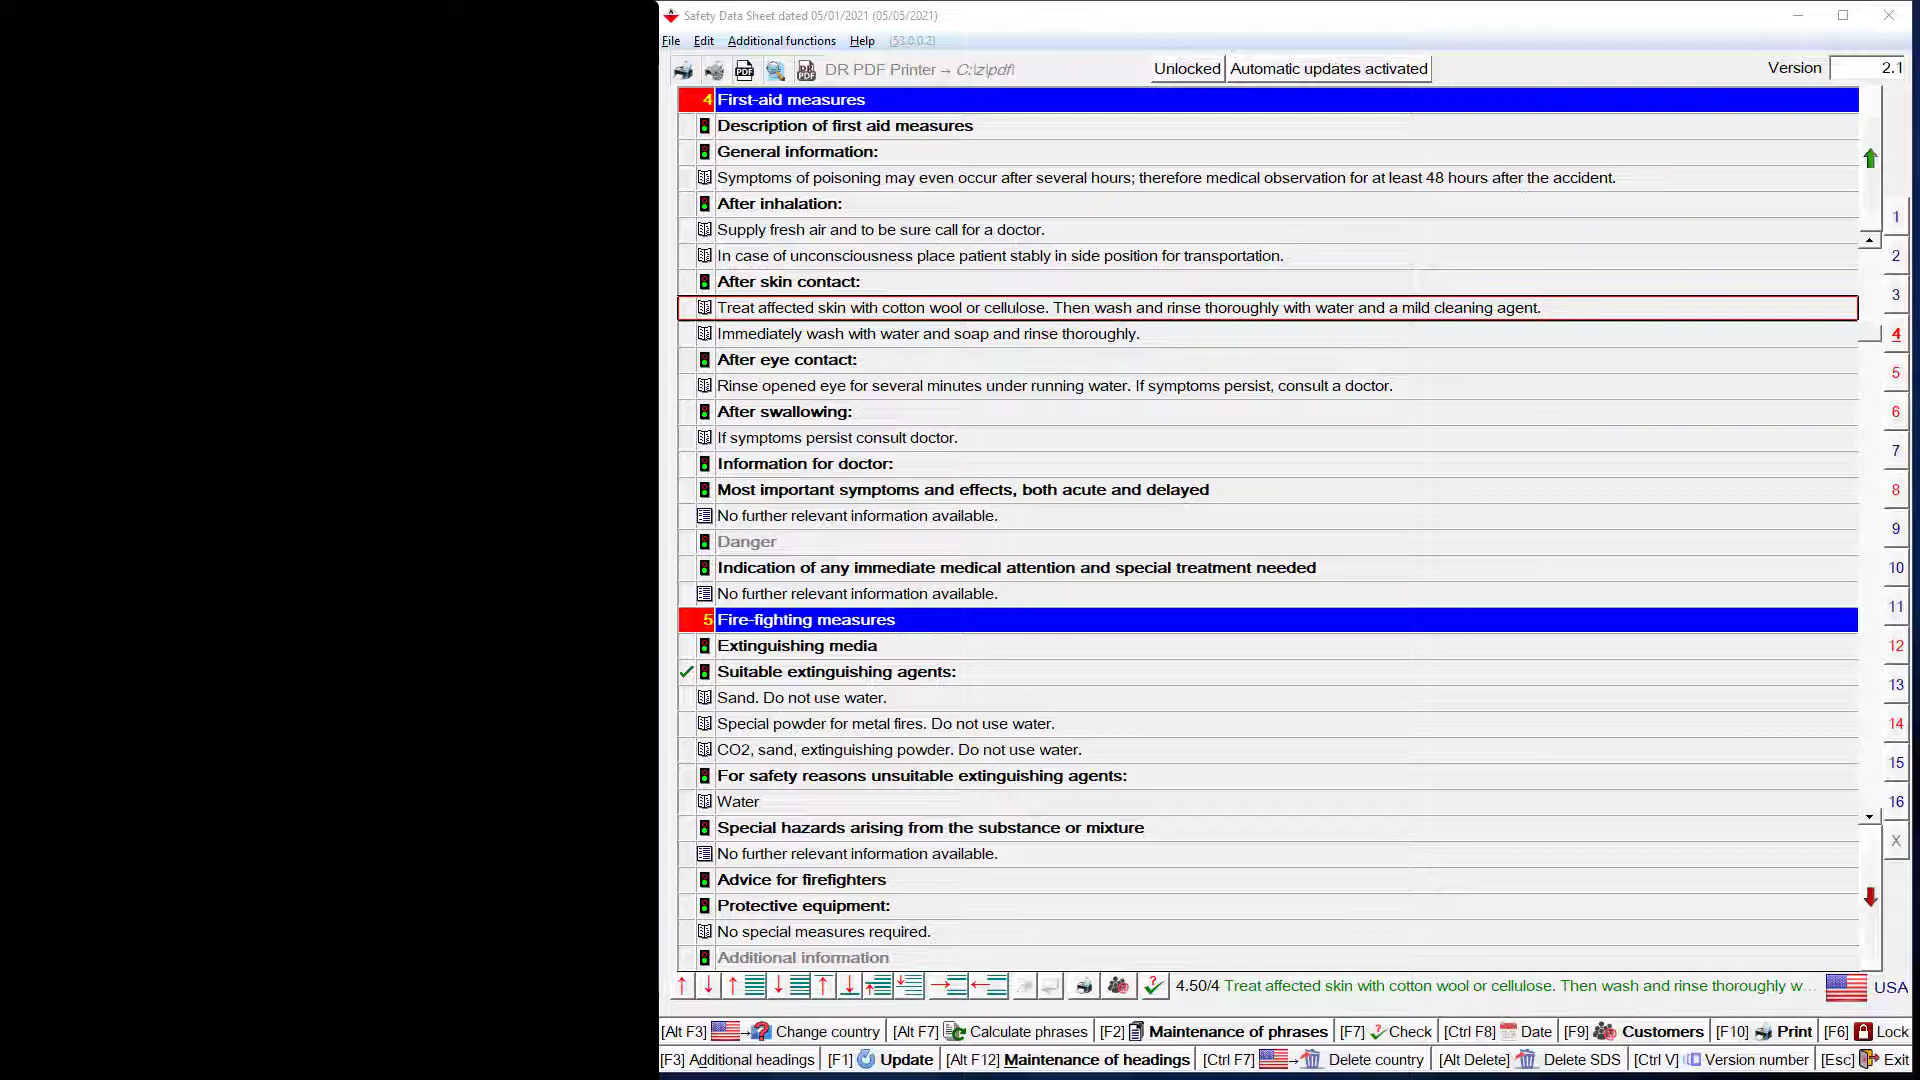 Safety Data Sheet dated 05/01/2021 (05/05/2021)
File Edit Additional functions Help (53.0.0.2)
DR PDF Printer → C:\z\pdf\ Unlocked Automatic updates activated Version 2.1
4 First-aid measures
Description of first aid measures
General information:
Symptoms of poisoning may even occur after several hours; therefore medical observation for at least 48 hours after the accident.
After inhalation:
Supply fresh air and to be sure call for a doctor.
In case of unconsciousness place patient stably in side position for transportation.
After skin contact:
Treat affected skin with cotton wool or cellulose. Then wash and rinse thoroughly with water and a mild cleaning agent.
Immediately wash with water and soap and rinse thoroughly.
After eye contact:
Rinse opened eye for several minutes under running water. If symptoms persist, consult a doctor.
After swallowing:
If symptoms persist consult doctor.
Information for doctor:
Most important symptoms and effects, both acute and delayed
No further relevant information available.
Danger
Indication of any immediate medical attention and special treatment needed
No further relevant information available.
5 Fire-fighting measures
Extinguishing media
Suitable extinguishing agents:
Sand. Do not use water.
Special powder for metal fires. Do not use water.
CO2, sand, extinguishing powder. Do not use water.
For safety reasons unsuitable extinguishing agents:
Water
Special hazards arising from the substance or mixture
No further relevant information available.
Advice for firefighters
Protective equipment:
No special measures required.
Additional information
1
2
3
4
5
6
7
8
9
10
11
12
13
14
15
16
X
4.50/4 Treat affected skin with cotton wool or cellulose. Then wash and rinse thoroughly w... USA
[Alt F3] Change country [Alt F7] Calculate phrases [F2] Maintenance of phrases [F7] Check [Ctrl F8] Date [F9] Customers [F10] Print [F6] Lock
[F3] Additional headings [F1] Update [Alt F12] Maintenance of headings [Ctrl F7] Delete country [Alt Delete] Delete SDS [Ctrl V] Version number [Esc] Exit